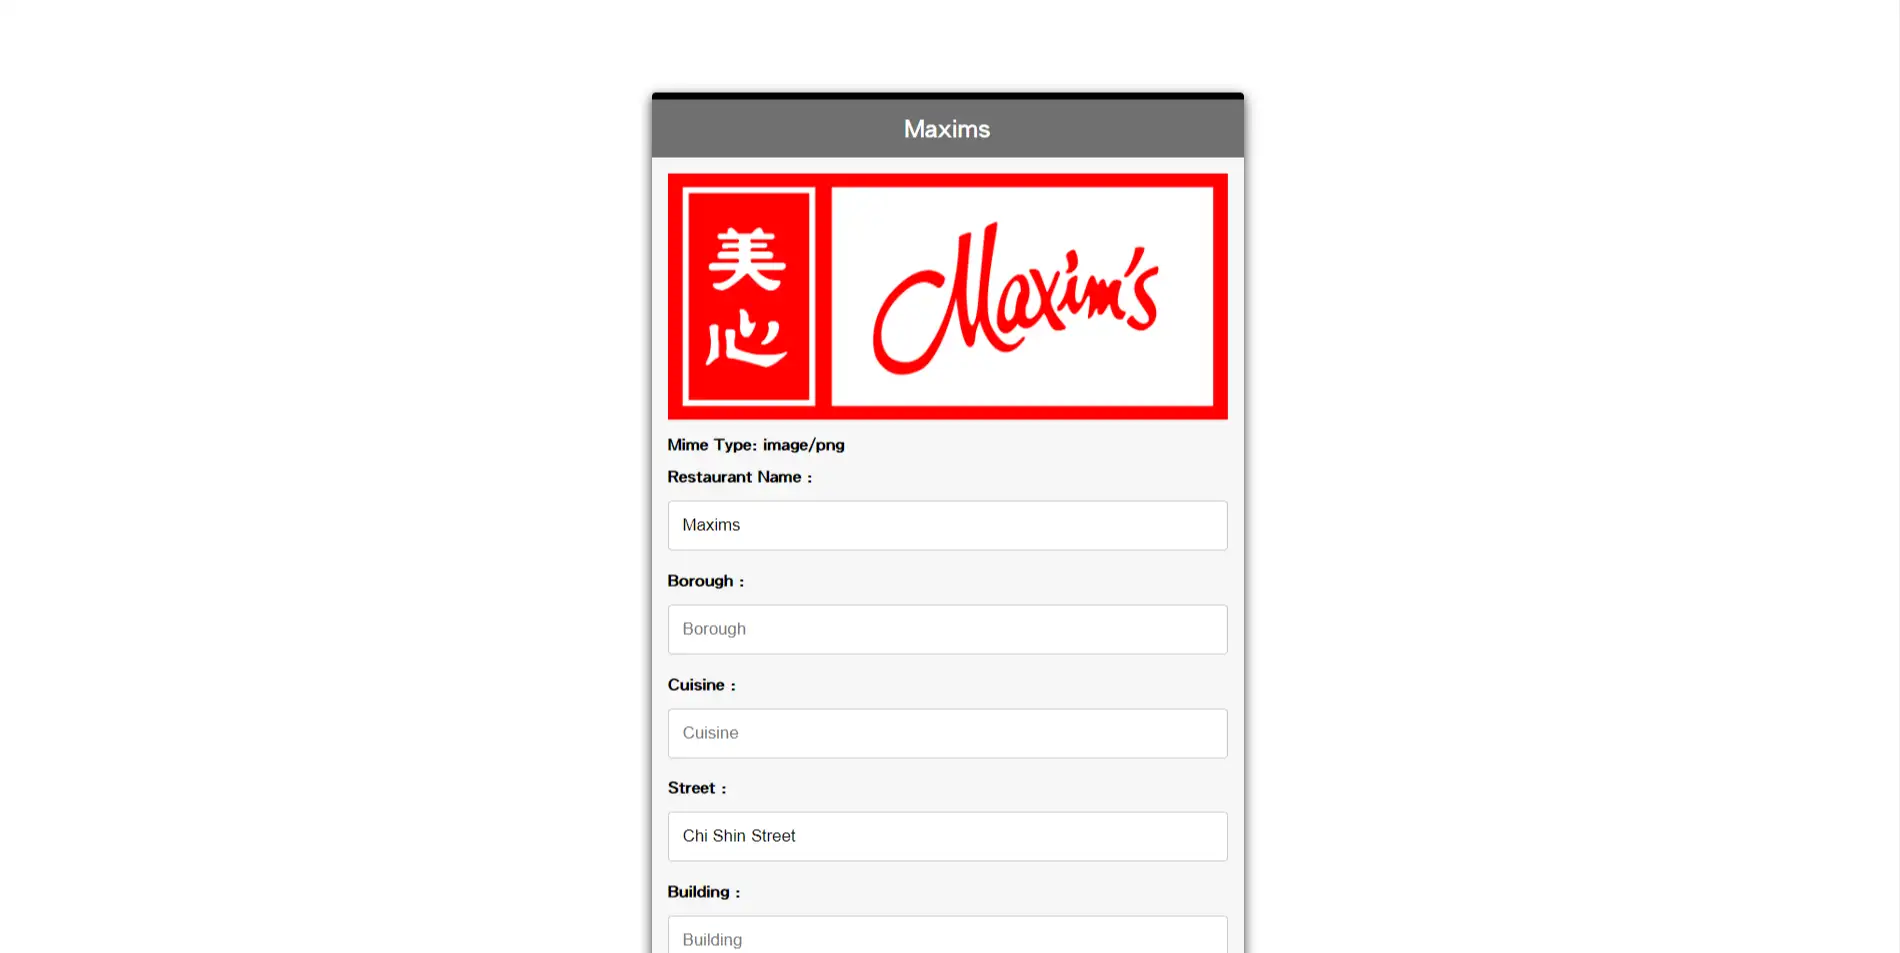 Maxims
美心
Maxim's
Mime Type: image/png
Restaurant Name :
Maxims
Borough :
Borough
Cuisine :
Cuisine
Street :
Chi Shin Street
Building :
Building